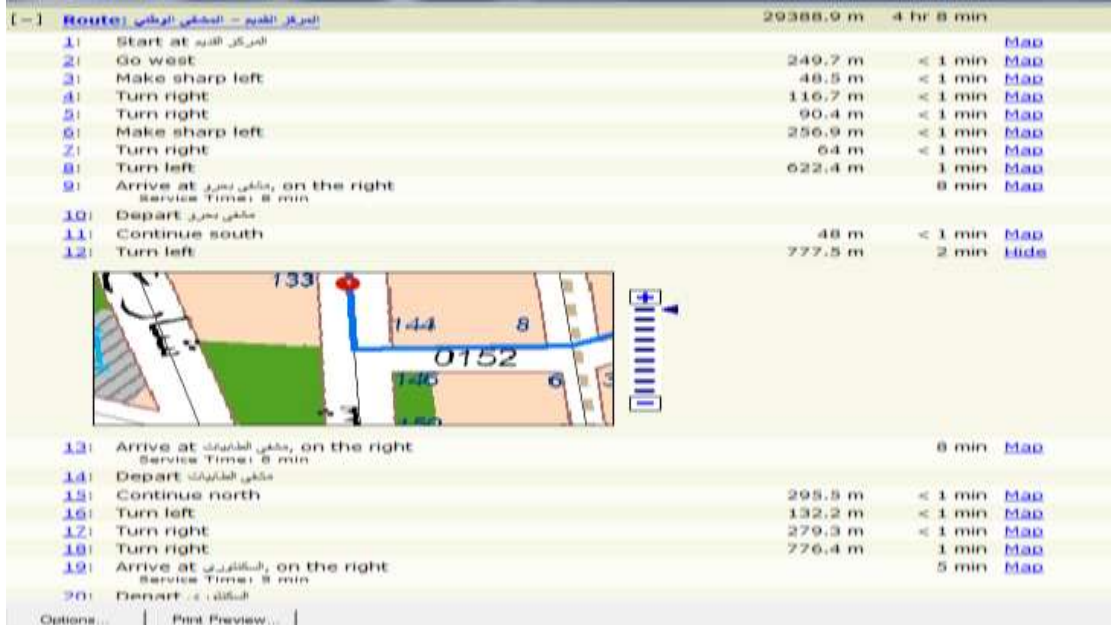 [-] Route: المركز القديم – المشفى الوطني 29388.9 m 4 hr 8 min
1: Start at المركز القديم Map
2: Go west 249.7 m < 1 min Map
3: Make sharp left 48.5 m < 1 min Map
4: Turn right 116.7 m < 1 min Map
5: Turn right 90.4 m < 1 min Map
6: Make sharp left 256.9 m < 1 min Map
7: Turn right 64 m < 1 min Map
8: Turn left 622.4 m 1 min Map
9: Arrive at مشفى, on the right 8 min Map
Service Time: 8 min
10: Depart مشفى
11: Continue south 48 m < 1 min Map
12: Turn left 777.5 m 2 min Hide
133
144 8
0152
146 6 3
150
13: Arrive at مشفى, on the right 8 min Map
Service Time: 8 min
14: Depart مشفى
15: Continue north 295.5 m < 1 min Map
16: Turn left 132.2 m < 1 min Map
17: Turn right 279.3 m < 1 min Map
18: Turn right 776.4 m 1 min Map
19: Arrive at, on the right 5 min Map
Service Time:
20: Depart
Options... Print Preview...